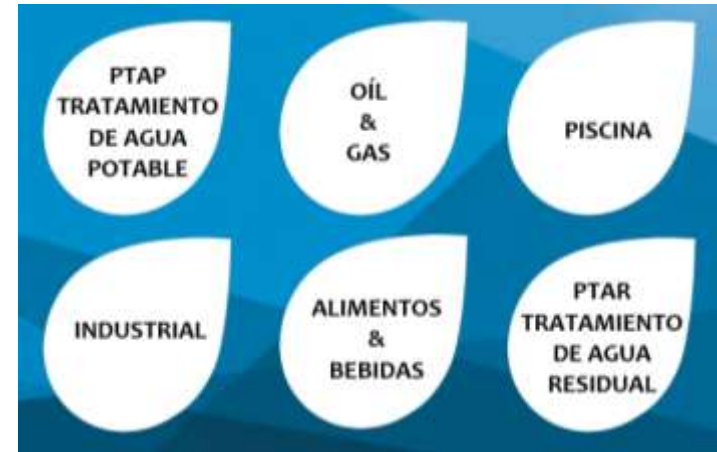 PTAP
TRATAMIENTO
DE AGUA
POTABLE
OÍL
&
GAS
PISCINA
INDUSTRIAL
ALIMENTOS
&
BEBIDAS
PTAR
TRATAMIENTO
DE AGUA
RESIDUAL